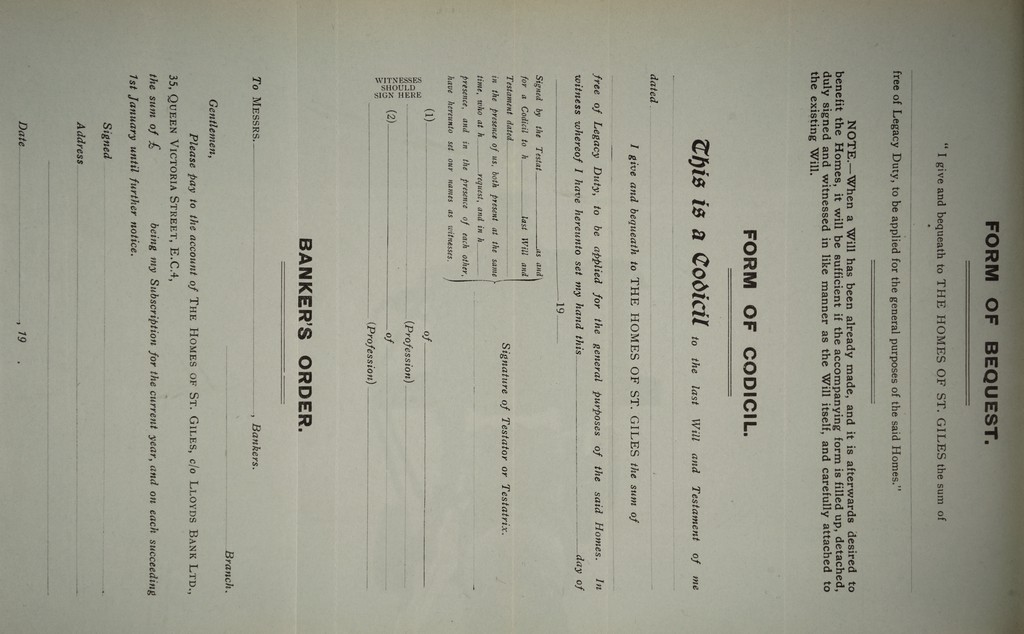 FORM OF BEQUEST.
"I give and bequeath to THE HOMES OF ST. GILES the sum of
free of Legacy Duty, to be applied for the general purposes of the said Homes."
NOTE.—When a Will has been already made, and it is afterwards desired to
benefit the Homes, it will be sufficient if the accompanying form is filled up, detached,
duly signed and witnessed in like manner as the Will itself, and carefully attached to
the existing Will.
FORM OF CODICIL.
This is a Codicil to the last Will and Testament of me
dated
I give and bequeath to THE HOMES OF ST. GILES the sum of
free of Legacy Duty, to be applied for the general purposes of the said Homes. In
witness whereof I have hereunto set my hand this day of
19
Signed by the Testat as and
for a Codicil to h last Will and
Testament dated
in the presence of us, both present at the same
time, who at h request, and in h
presence, and in the presence of each other,
have hereunto set our names as witnesses.
Signature of Testator or Testatrix.
WITNESSES
SHOULD
SIGN HERE
(1) of
(Profession)
(2) of
(Profession)
BANKER'S ORDER.
To MESSRS. , Bankers.
Branch.
Gentlemen,
Please pay to the account of THE HOMES OF ST. GILES, c/o LLOYDS BANK LTD.,
35, QUEEN VICTORIA STREET, E.C.4,
the sum of £ being my Subscription for the current year, and on each succeeding
1st January until further notice.
Signed
Address
Date , 19 .